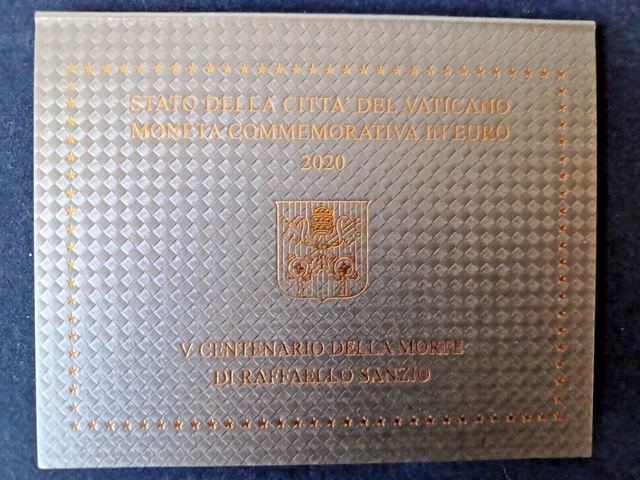 STATO DELLA CITTA' DEL VATICANO
MONETA COMMEMORATIVA IN EURO
2020
V CENTENARIO DELLA MORTE
DI RAFFAELLO SANZIO